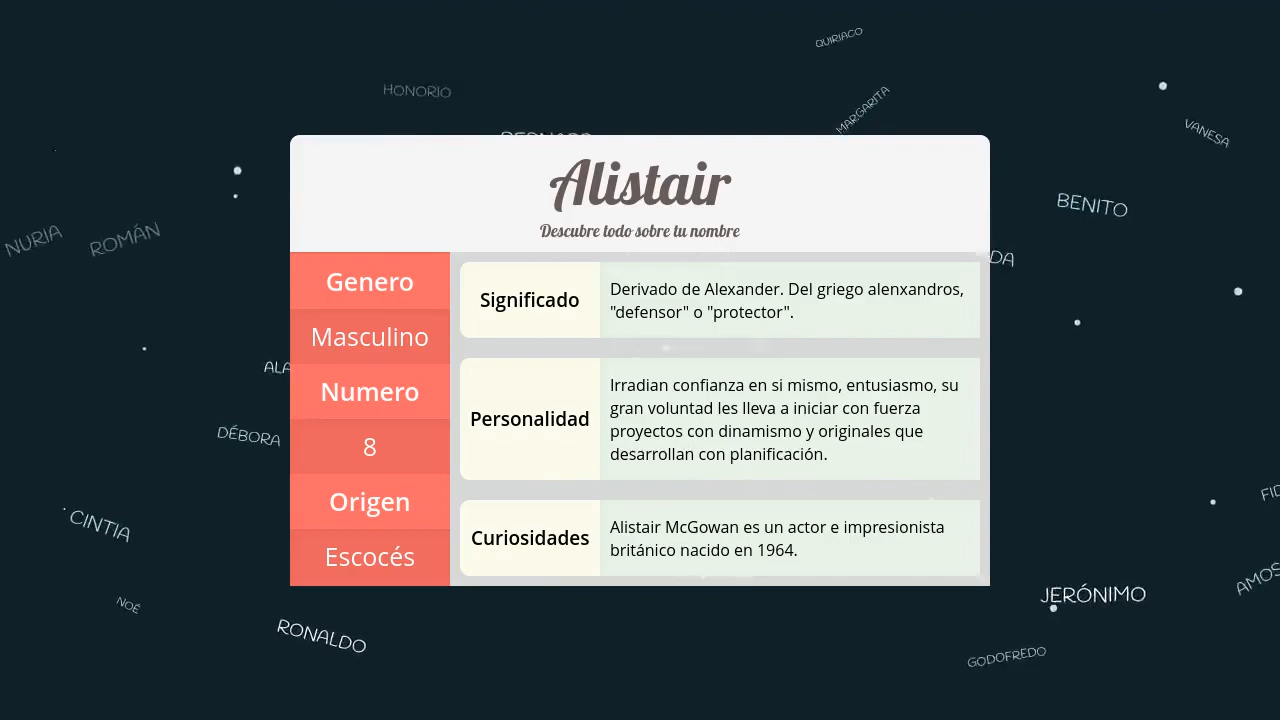 QUIRIACO
HONORIO
MARGARITA
VANESA
Alistair
BENITO
Descubre todo sobre tu nombre
NURIA
ROMÁN
Genero
Significado
Derivado de Alexander. Del griego alenxandros,
"defensor" o "protector".
Masculino
Numero
Personalidad
Irradian confianza en si mismo, entusiasmo, su
gran voluntad les lleva a iniciar con fuerza
proyectos con dinamismo y originales que
desarrollan con planificación.
8
DÉBORA
Origen
Curiosidades
Alistair McGowan es un actor e impresionista
británico nacido en 1964.
Escocés
CINTIA
NOÉ
JERÓNIMO
RONALDO
GODOFREDO